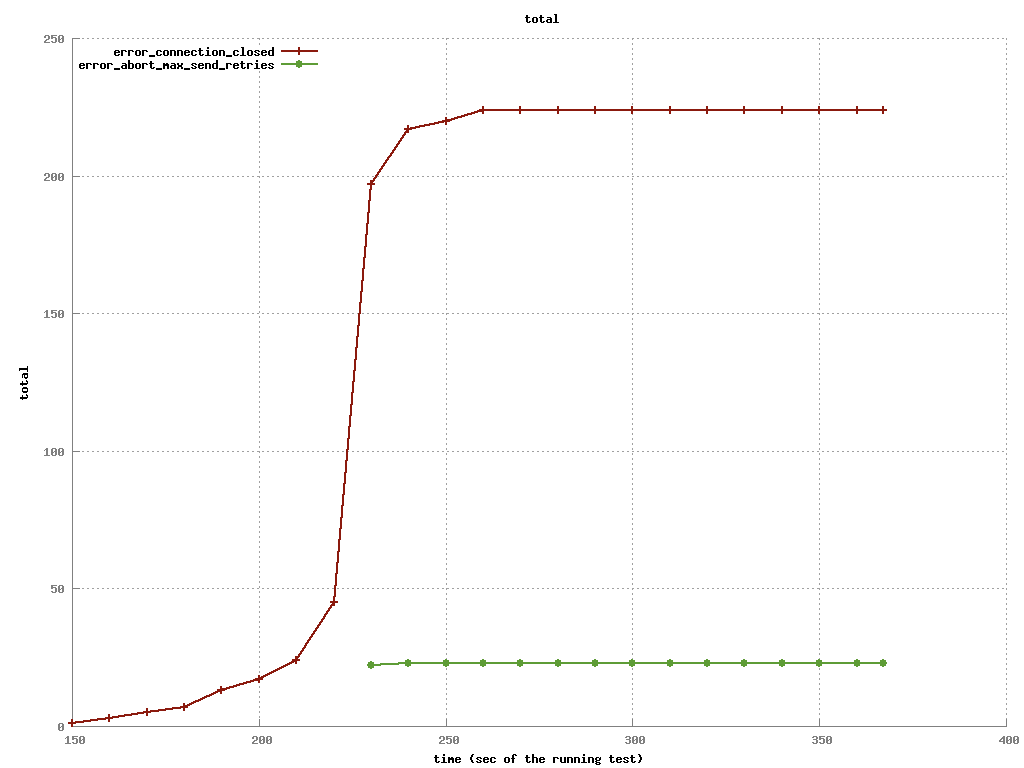 total
250
error_connection_closed
error_abort_max_send_retries
200
150
total
100
50
0
150 200 250 300 350 400
time (sec of the running test)